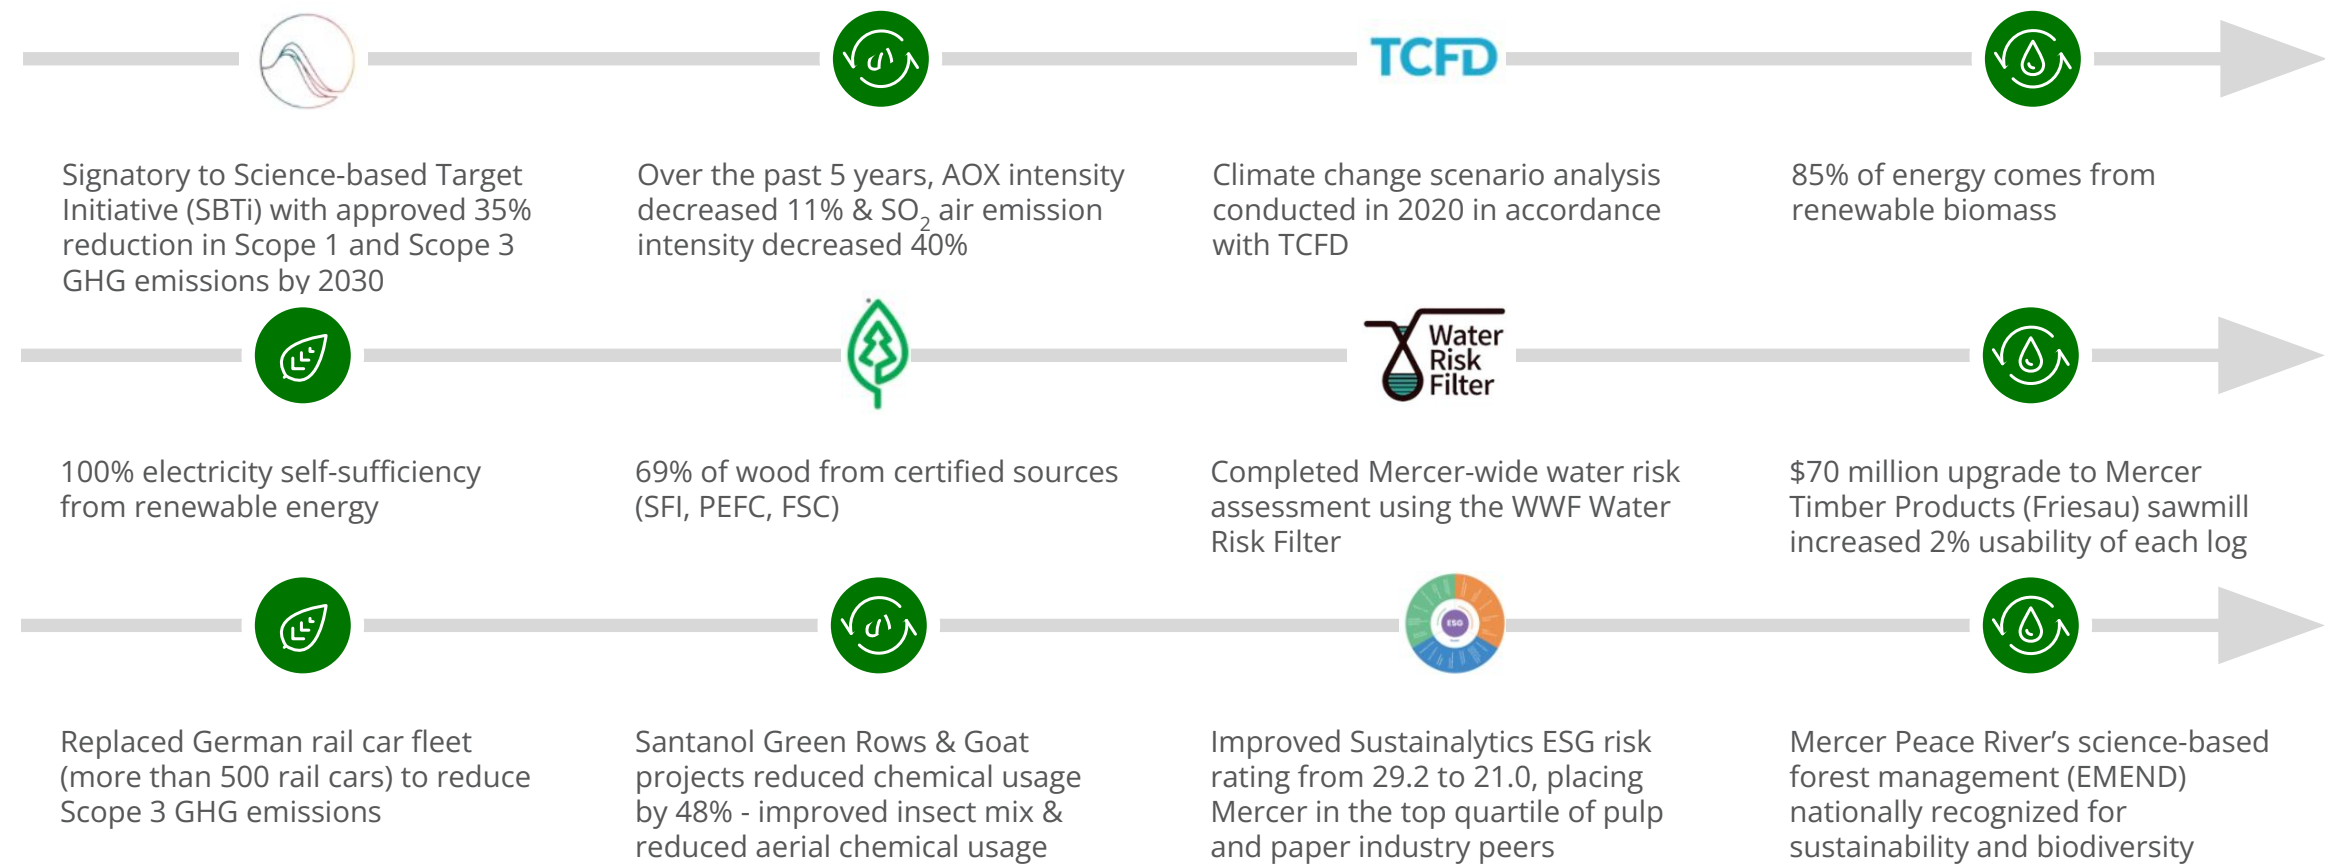 TCFD
Signatory to Science-based Target
Initiative (SBTi) with approved 35%
reduction in Scope 1 and Scope 3
GHG emissions by 2030
Over the past 5 years, AOX intensity
decreased 11% & SO2 air emission
intensity decreased 40%
Climate change scenario analysis
conducted in 2020 in accordance
with TCFD
85% of energy comes from
renewable biomass
Water
Risk
Filter
100% electricity self-sufficiency
from renewable energy
69% of wood from certified sources
(SFI, PEFC, FSC)
Completed Mercer-wide water risk
assessment using the WWF Water
Risk Filter
$70 million upgrade to Mercer
Timber Products (Friesau) sawmill
increased 2% usability of each log
ESG
Replaced German rail car fleet
(more than 500 rail cars) to reduce
Scope 3 GHG emissions
Santanol Green Rows & Goat
projects reduced chemical usage
by 48% - improved insect mix &
reduced aerial chemical usage
Improved Sustainalytics ESG risk
rating from 29.2 to 21.0, placing
Mercer in the top quartile of pulp
and paper industry peers
Mercer Peace River’s science-based
forest management (EMEND)
nationally recognized for
sustainability and biodiversity